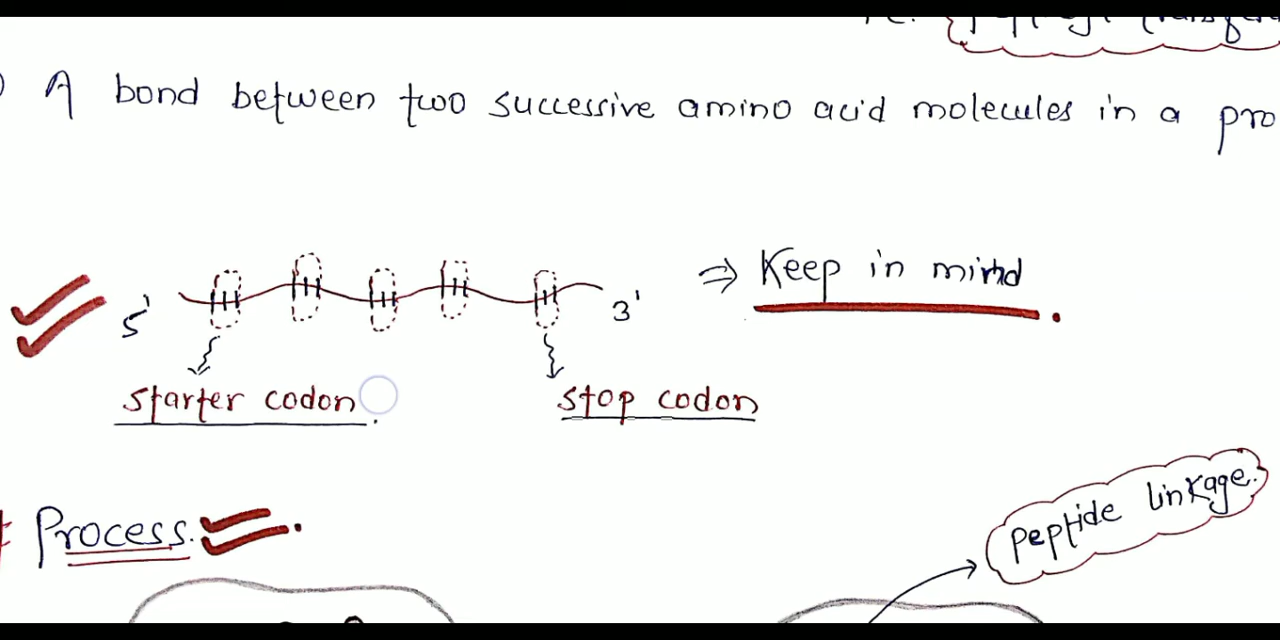 A bond between two successive amino acid molecules in a pro
5' 3' ⇒ Keep in mind
Starter codon. Stop codon
Process.
Peptide linkage.